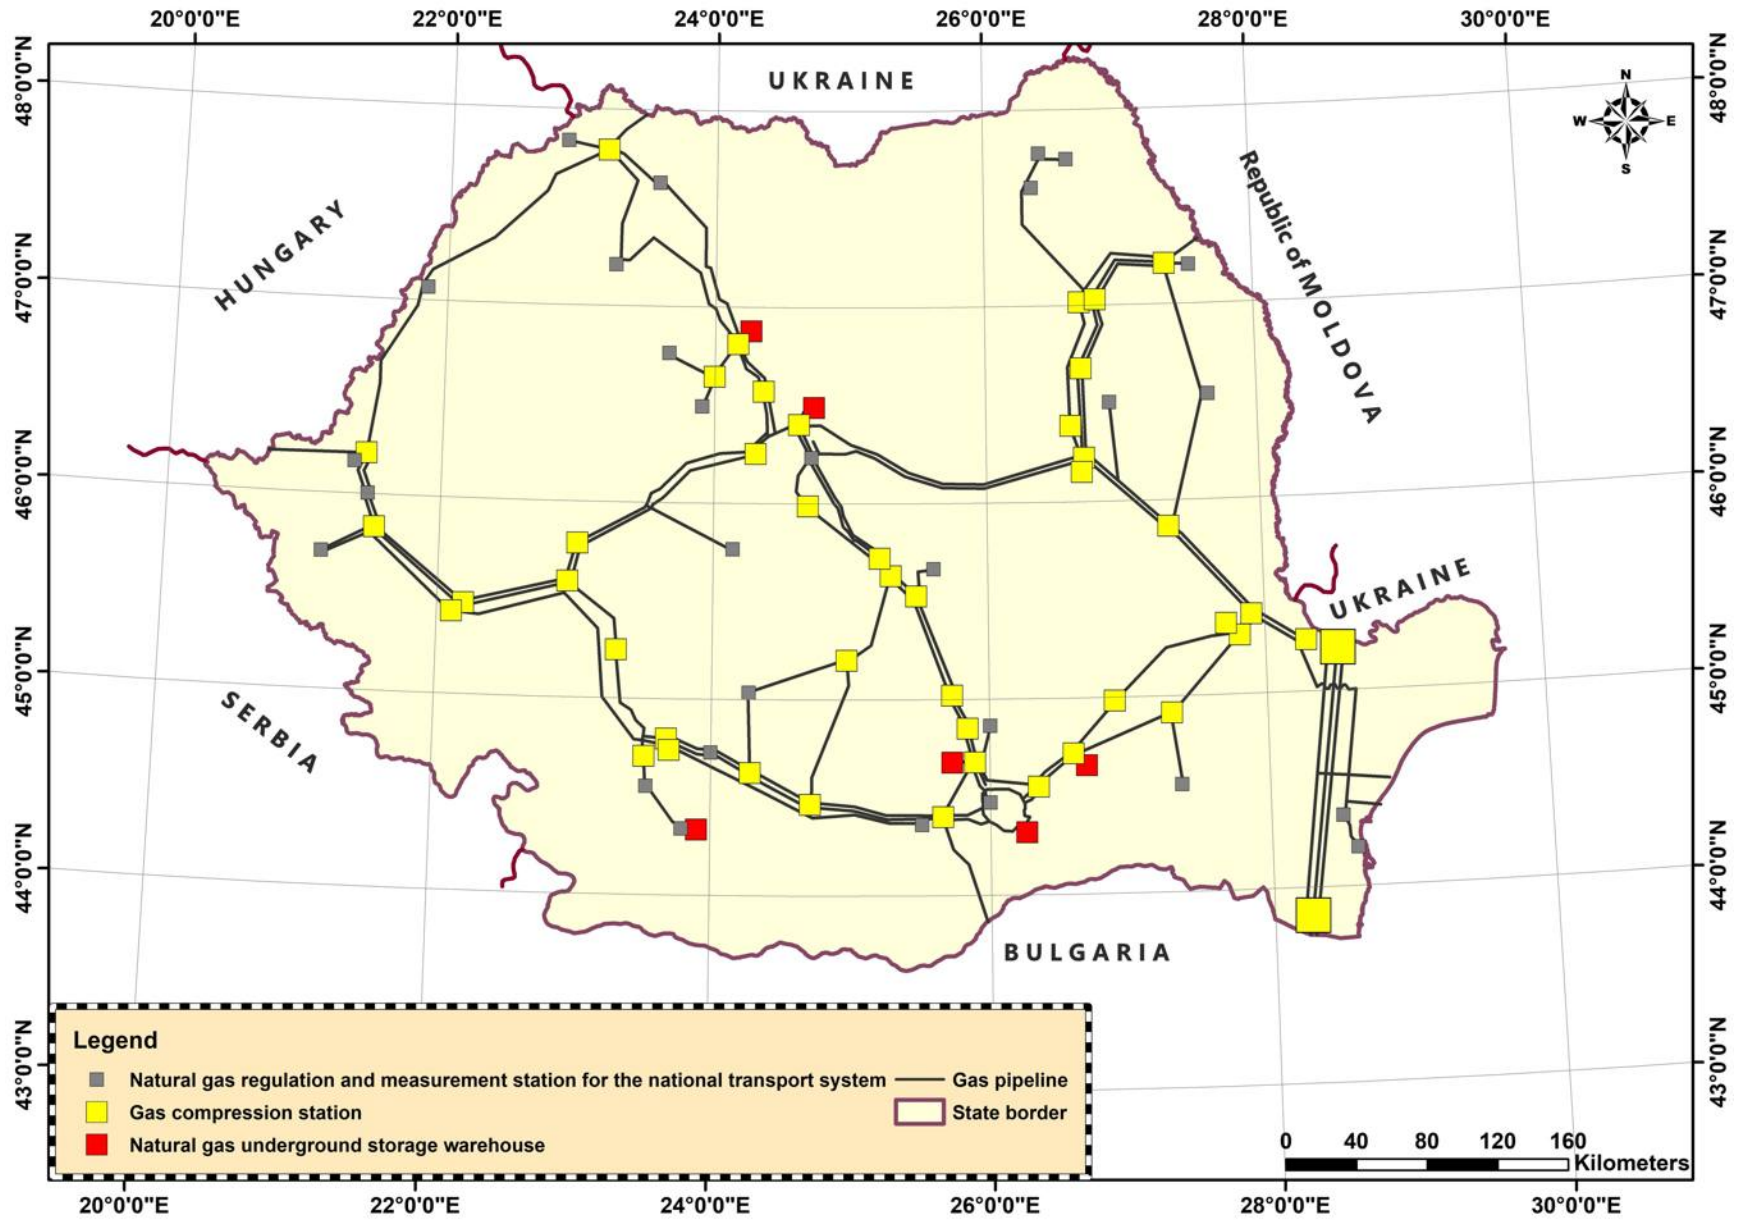 20°0'0"E 22°0'0"E 24°0'0"E 26°0'0"E 28°0'0"E 30°0'0"E
48°0'0"N
47°0'0"N
46°0'0"N
45°0'0"N
44°0'0"N
43°0'0"N
48°0'0"N
47°0'0"N
46°0'0"N
45°0'0"N
44°0'0"N
43°0'0"N
UKRAINE
N
W E
S
HUNGARY
Republic of MOLDOVA
UKRAINE
SERBIA
BULGARIA
Legend
Natural gas regulation and measurement station for the national transport system
Gas compression station
Natural gas underground storage warehouse
Gas pipeline
State border
0 40 80 120 160
Kilometers
20°0'0"E 22°0'0"E 24°0'0"E 26°0'0"E 28°0'0"E 30°0'0"E